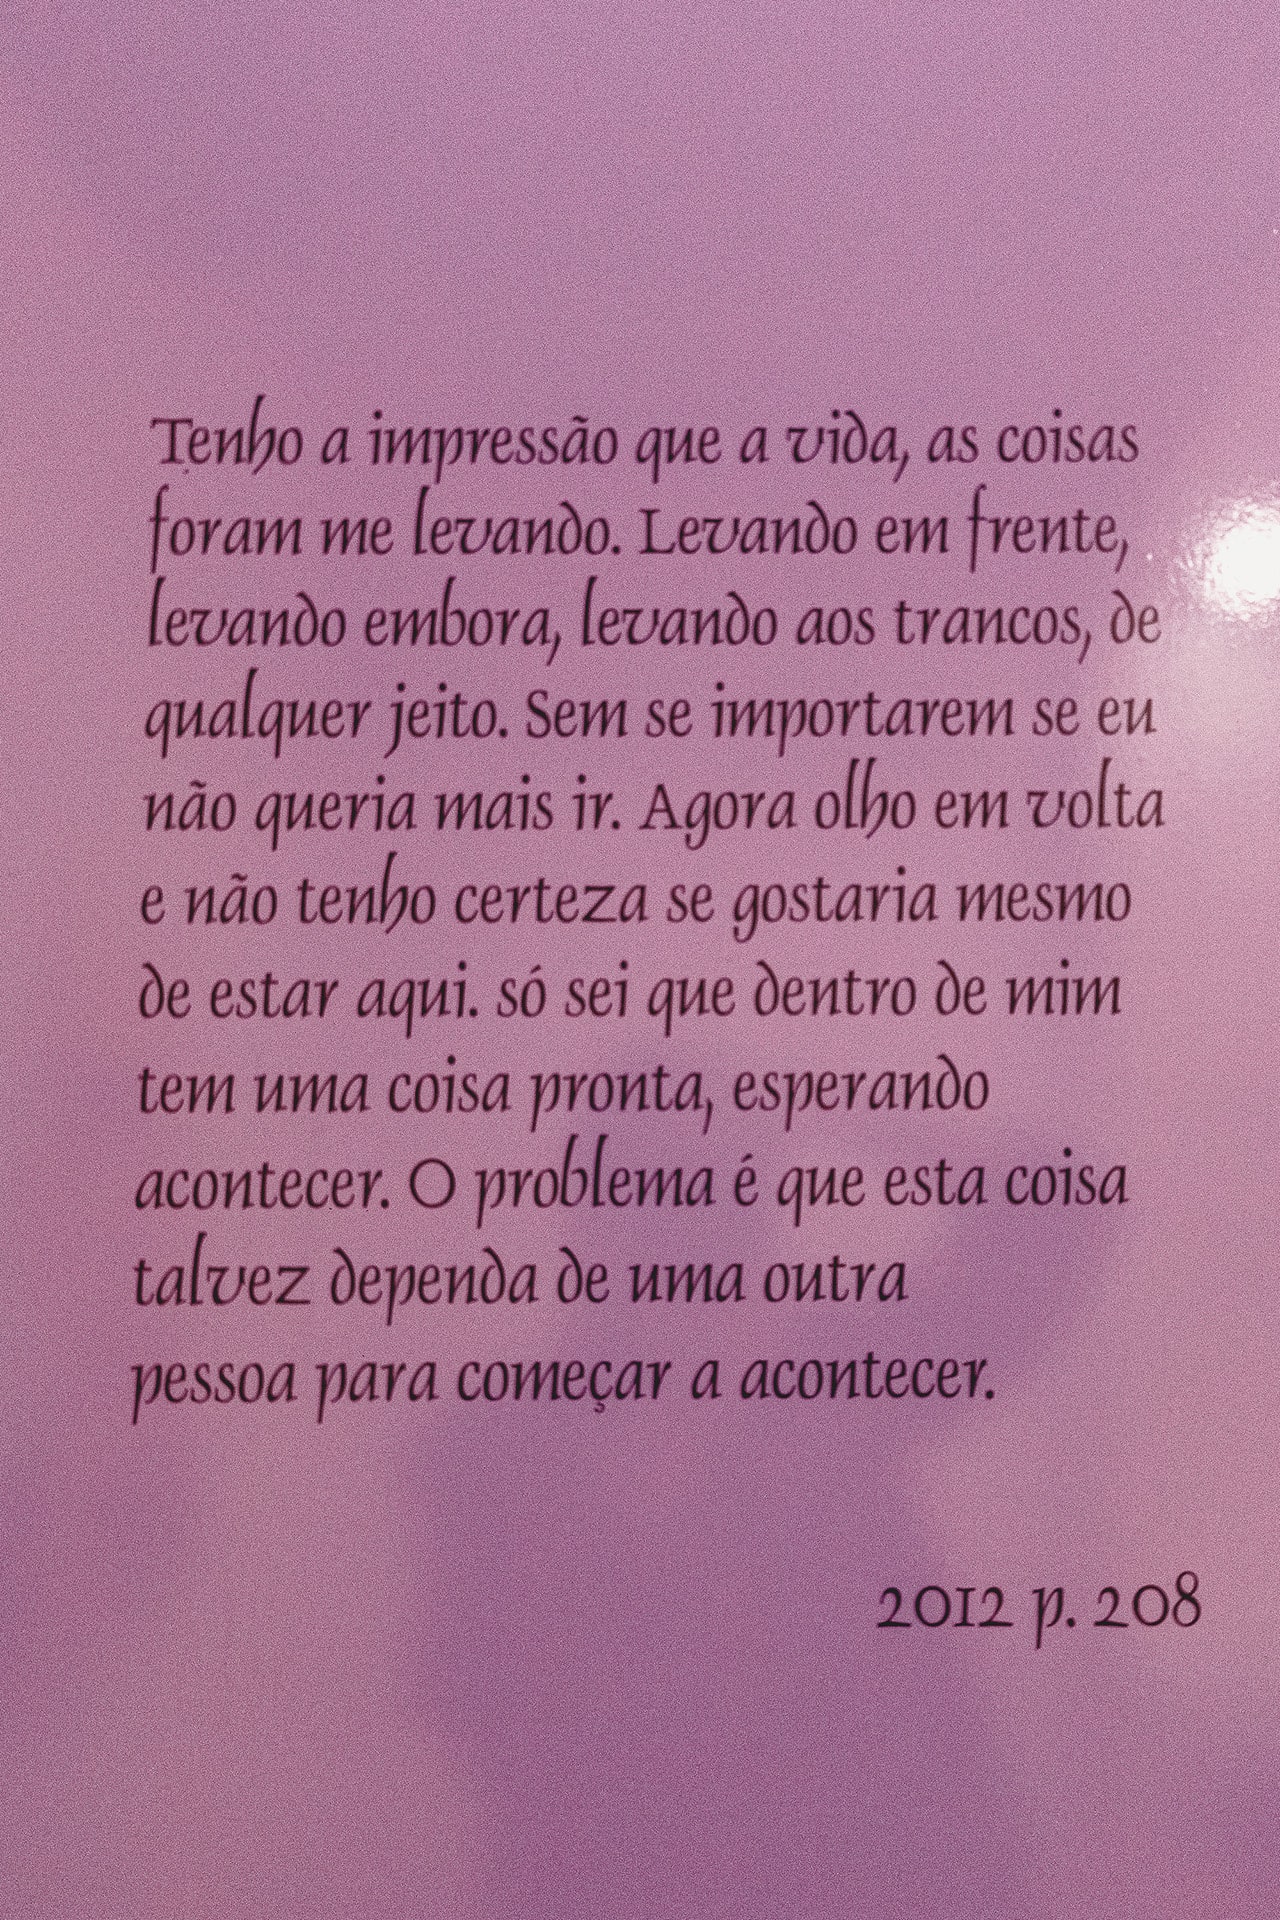 Tenho a impressão que a vida, as coisas
foram me levando. Levando em frente,
levando embora, levando aos trancos, de
qualquer jeito. Sem se importarem se eu
não queria mais ir. Agora olho em volta
e não tenho certeza se gostaria mesmo
de estar aqui. só sei que dentro de mim
tem uma coisa pronta, esperando
acontecer. O problema é que esta coisa
talvez dependa de uma outra
pessoa para começar a acontecer.
2012 p. 208